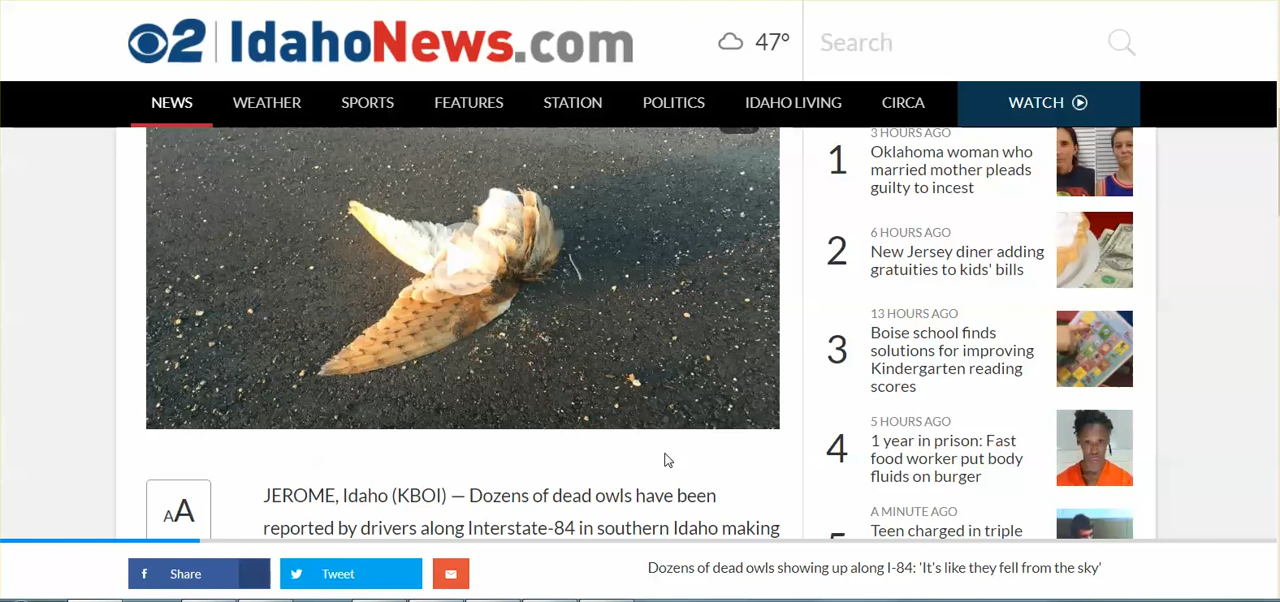 2 IdahoNews.com
47°
Search
NEWS WEATHER SPORTS FEATURES STATION POLITICS IDAHO LIVING CIRCA WATCH
JEROME, Idaho (KBOI) — Dozens of dead owls have been
reported by drivers along Interstate-84 in southern Idaho making
AA
1
3 HOURS AGO
Oklahoma woman who
married mother pleads
guilty to incest
2
6 HOURS AGO
New Jersey diner adding
gratuities to kids' bills
3
13 HOURS AGO
Boise school finds
solutions for improving
Kindergarten reading
scores
4
5 HOURS AGO
1 year in prison: Fast
food worker put body
fluids on burger
5
A MINUTE AGO
Teen charged in triple
Share
Tweet
Dozens of dead owls showing up along I-84: 'It's like they fell from the sky'